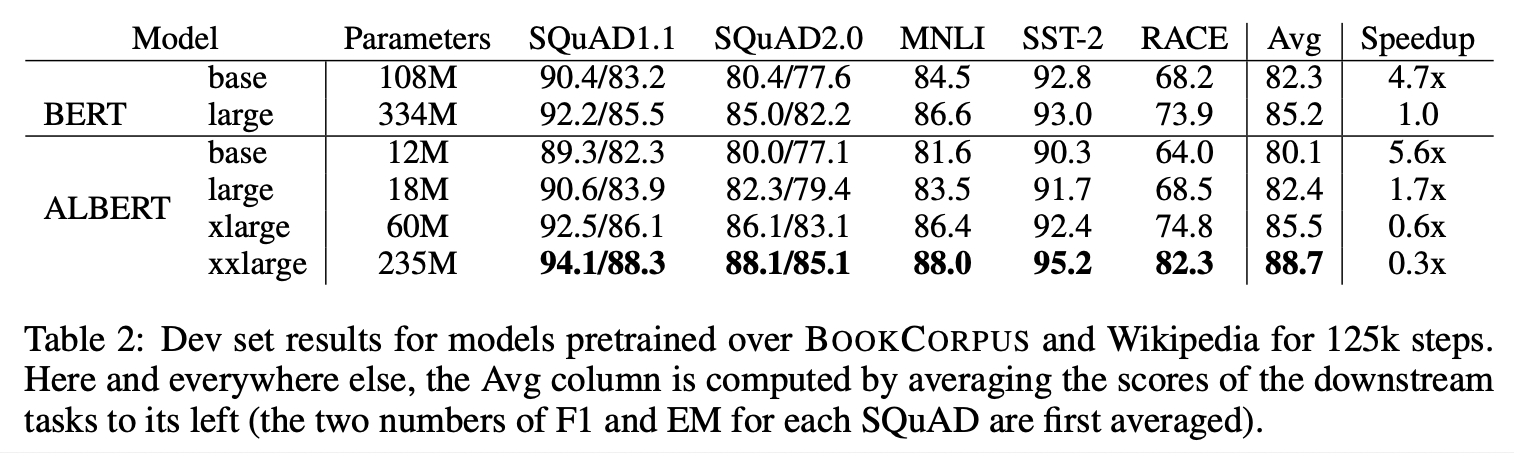 Model Parameters SQuAD1.1 SQuAD2.0 MNLI SST-2 RACE Avg Speedup
BERT base 108M 90.4/83.2 80.4/77.6 84.5 92.8 68.2 82.3 4.7x
large 334M 92.2/85.5 85.0/82.2 86.6 93.0 73.9 85.2 1.0
ALBERT base 12M 89.3/82.3 80.0/77.1 81.6 90.3 64.0 80.1 5.6x
large 18M 90.6/83.9 82.3/79.4 83.5 91.7 68.5 82.4 1.7x
xlarge 60M 92.5/86.1 86.1/83.1 86.4 92.4 74.8 85.5 0.6x
xxlarge 235M 94.1/88.3 88.1/85.1 88.0 95.2 82.3 88.7 0.3x
Table 2: Dev set results for models pretrained over BOOKCORPUS and Wikipedia for 125k steps.
Here and everywhere else, the Avg column is computed by averaging the scores of the downstream
tasks to its left (the two numbers of F1 and EM for each SQuAD are first averaged).